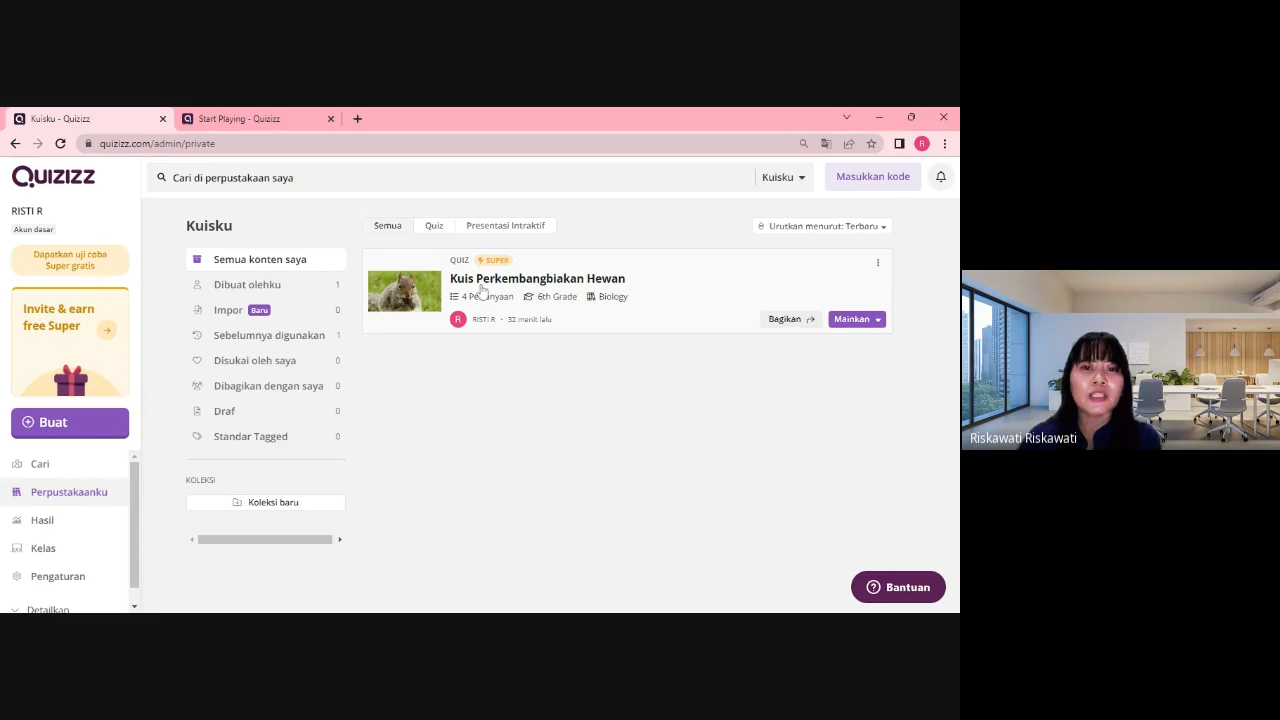 Kuisku - Quizizz
Start Playing - Quizizz
quizizz.com/admin/private
R
QUIZIZZ
Cari di perpustakaan saya
Kuisku
Masukkan kode
RISTI R
Akun dasar
Dapatkan uji coba
Super gratis
Invite & earn
free Super
Buat
Cari
Perpustakaanku
Hasil
Kelas
Pengaturan
Detailkan
Kuisku
Semua konten saya
Dibuat olehku 1
Impor Baru 0
Sebelumnya digunakan 1
Disukai oleh saya 0
Dibagikan dengan saya 0
Draf 0
Standar Tagged 0
KOLEKSI
Koleksi baru
Semua
Quiz
Presentasi Intraktif
Urutkan menurut: Terbaru
QUIZ SUPER
Kuis Perkembangbiakan Hewan
4 6th Grade Biology
R RISTI R • 32 menit lalu
Bagikan
Mainkan
Bantuan
Riskawati Riskawati